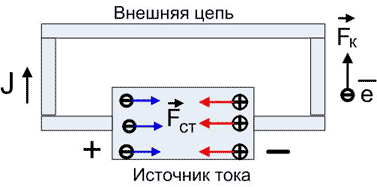 Внешняя цепь
F⃗к
J
e̅
F⃗ст
+
−
Источник тока